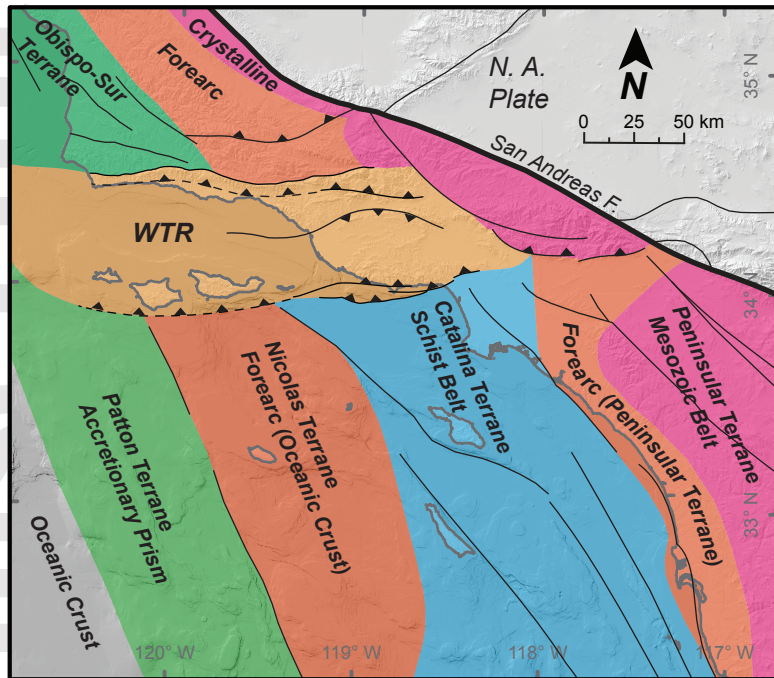 Crystalline
Obispo-Sur
Terrane
Forearc
N. A.
Plate
N
0 25 50 km
35° N
San Andreas F.
WTR
34° N
Catalina Terrane
Schist Belt
Forearc (Peninsular Terrane)
Peninsular Terrane
Mesozoic Belt
Nicolas Terrane
Forearc (Oceanic Crust)
Patton Terrane
Accretionary Prism
Oceanic Crust
33° N
120° W
119° W
118° W
117° W